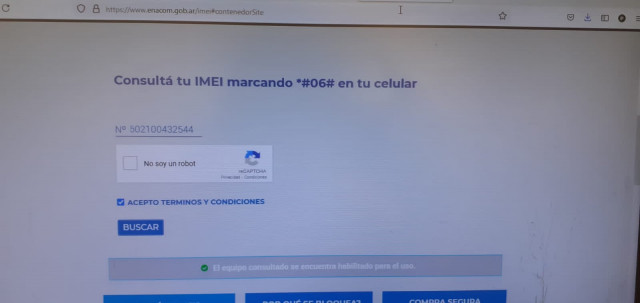 https://www.enacom.gob.ar/imei#contenedorSite
Consultá tu IMEI marcando *#06# en tu celular
Nº 502100432544
No soy un robot
reCAPTCHA
Privacidad - Condiciones
ACEPTO TERMINOS Y CONDICIONES
BUSCAR
El equipo consultado se encuentra habilitado para el uso.
POR QUÉ SE BLOQUEA?
COMPRA SEGURA